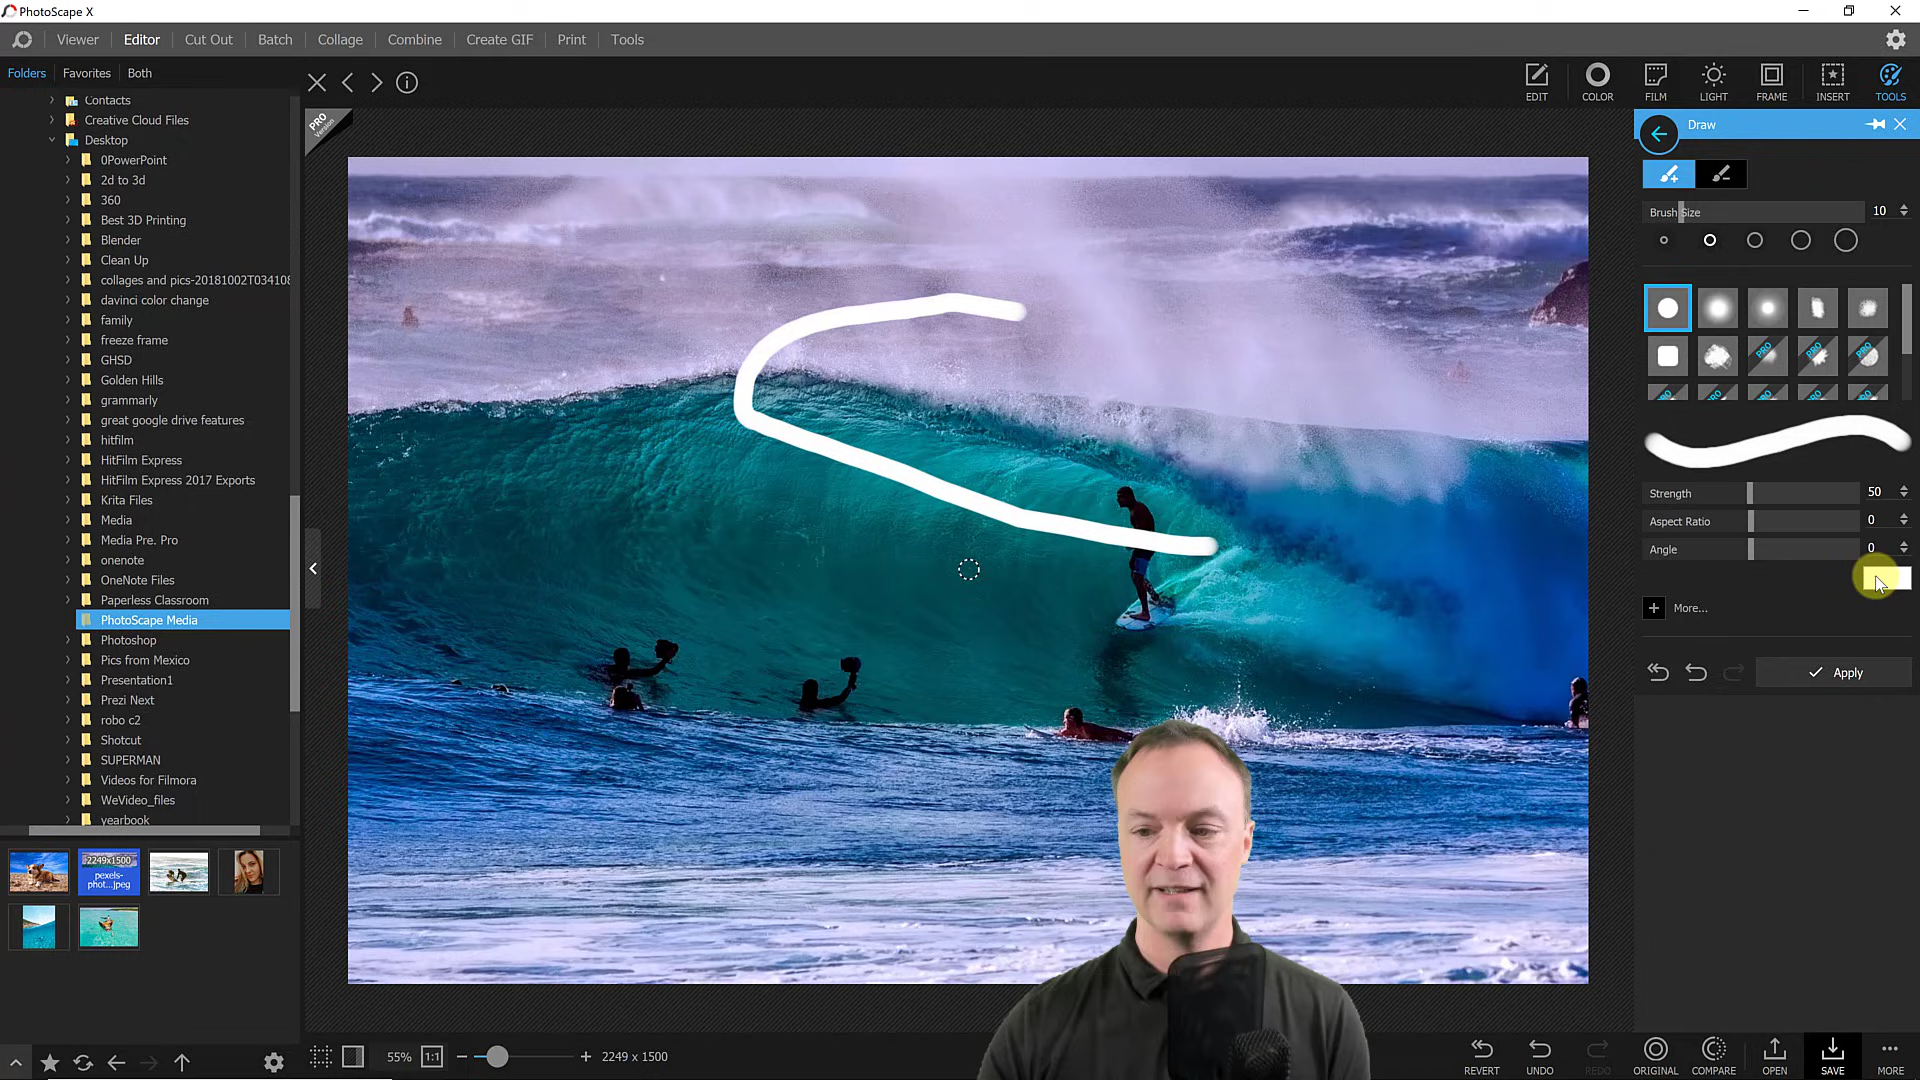 PhotoScape X
Viewer Editor Cut Out Batch Collage Combine Create GIF Print Tools
Folders Favorites Both
EDIT COLOR FILM LIGHT FRAME INSERT TOOLS
Contacts
Creative Cloud Files
Desktop
0PowerPoint
2d to 3d
360
Best 3D Printing
Blender
Clean Up
collages and pics-20181002T034108
davinci color change
family
freeze frame
GHSD
Golden Hills
grammarly
great google drive features
hitfilm
HitFilm Express
HitFilm Express 2017 Exports
Krita Files
Media
Media Pre. Pro
onenote
OneNote Files
Paperless Classroom
PhotoScape Media
Photoshop
Pics from Mexico
Presentation1
Prezi Next
robo c2
Shotcut
SUPERMAN
Videos for Filmora
WeVideo_files
yearbook
2249x1500
pexels-
phot...jpeg
PRO
Version
Draw
Brush Size 10
PRO PRO PRO
Strength 50
Aspect Ratio 0
Angle 0
+ More...
Apply
55% 1:1 − + 2249 x 1500
REVERT UNDO REDO ORIGINAL COMPARE OPEN SAVE MORE